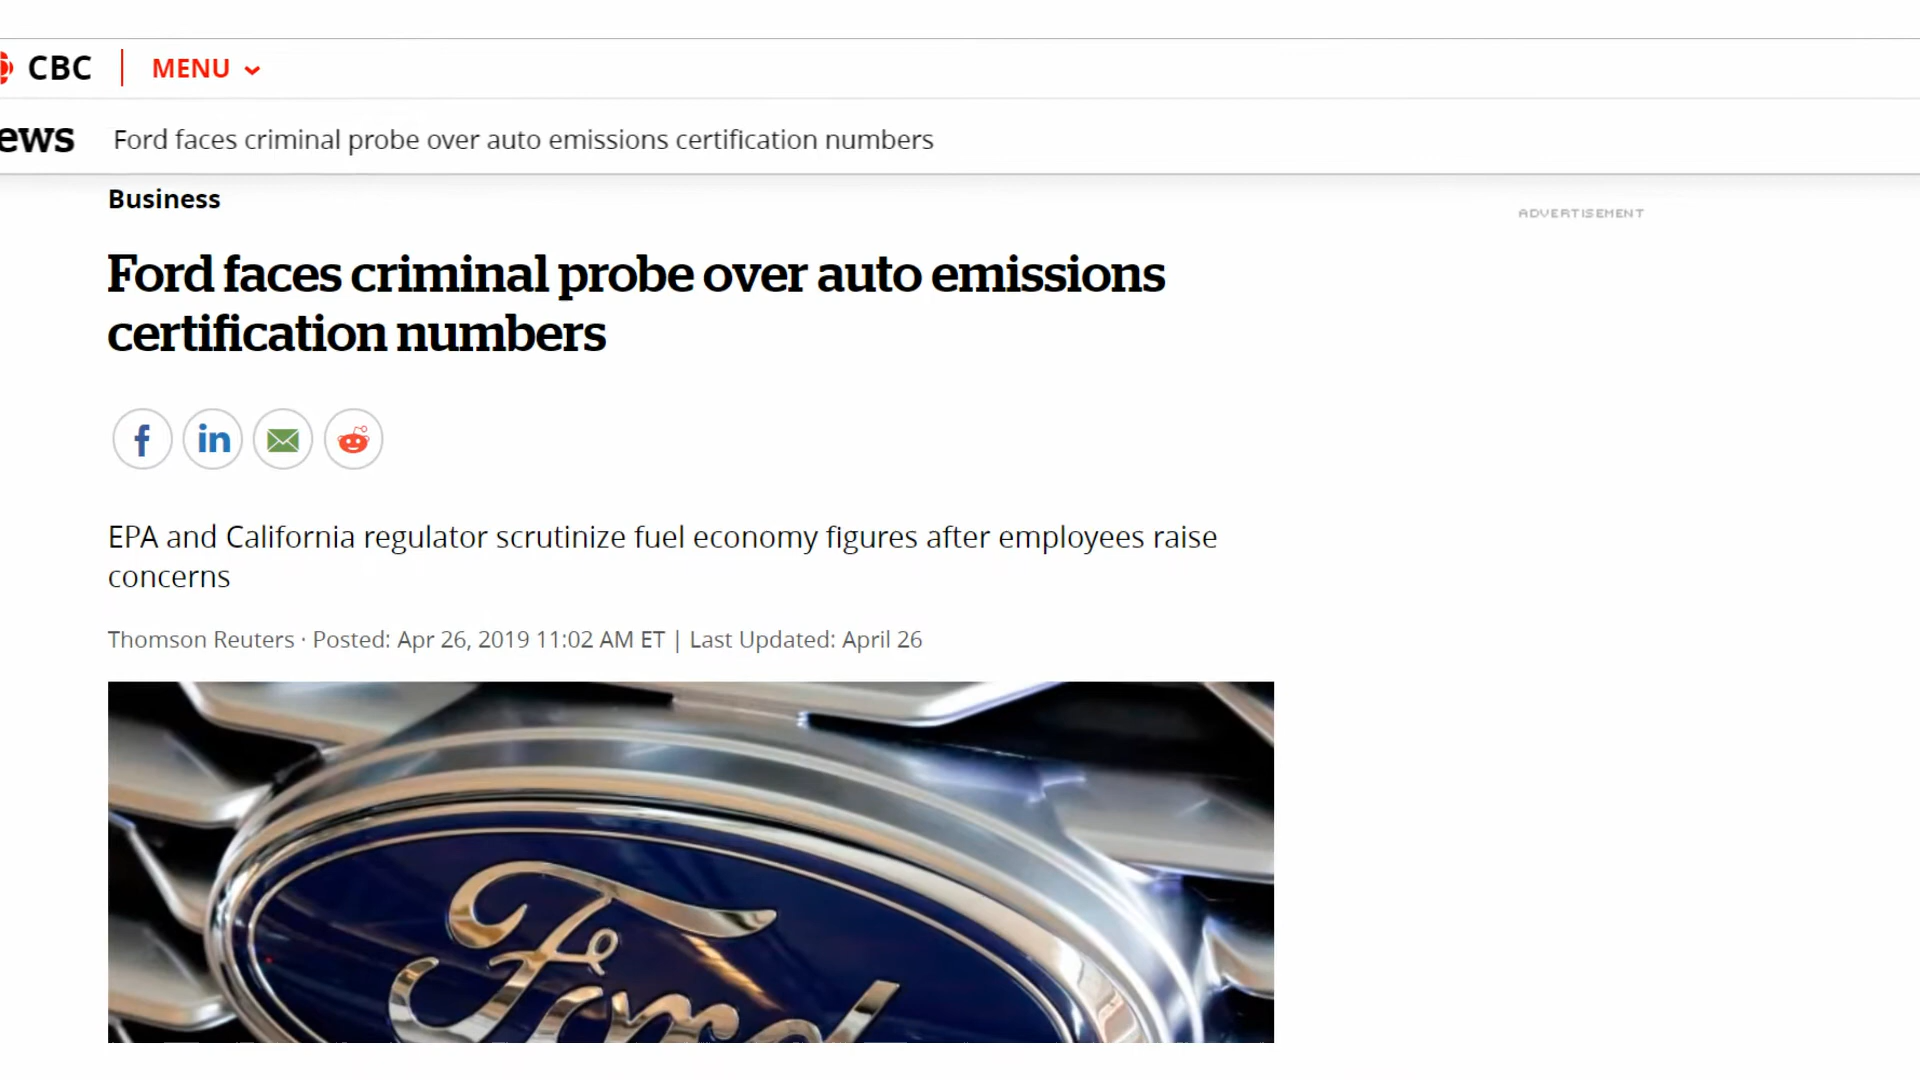 CBC
MENU
ews
Ford faces criminal probe over auto emissions certification numbers
Business
ADVERTISEMENT
Ford faces criminal probe over auto emissions
certification numbers
f
in
EPA and California regulator scrutinize fuel economy figures after employees raise
concerns
Thomson Reuters · Posted: Apr 26, 2019 11:02 AM ET | Last Updated: April 26
Ford